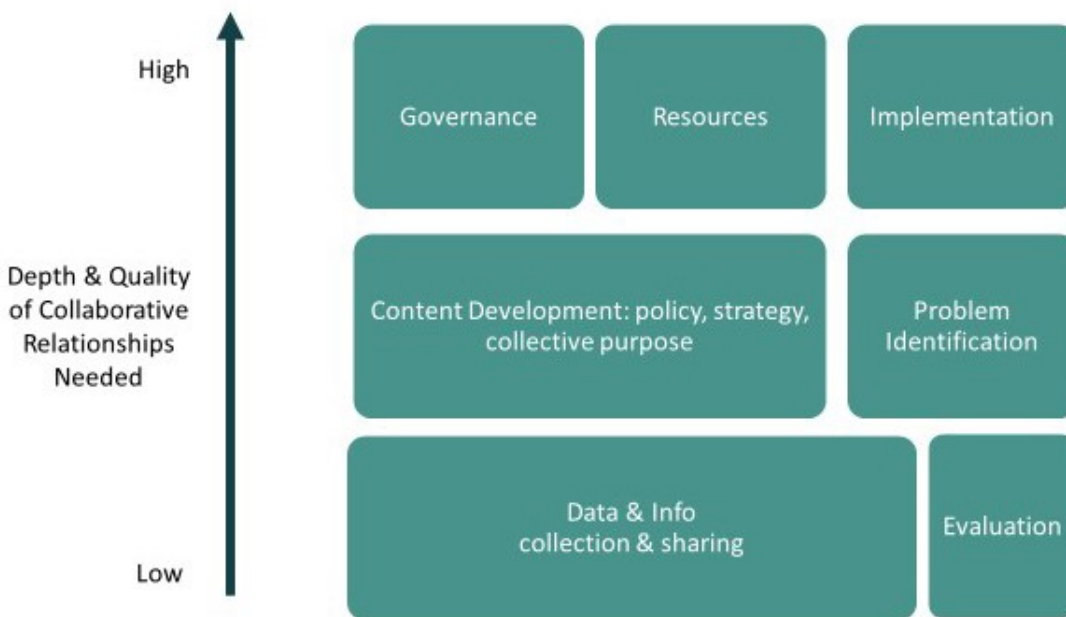 High
Governance
Resources
Implementation
Depth & Quality
of Collaborative
Relationships
Needed
Content Development: policy, strategy,
collective purpose
Problem
Identification
Data & Info
collection & sharing
Evaluation
Low